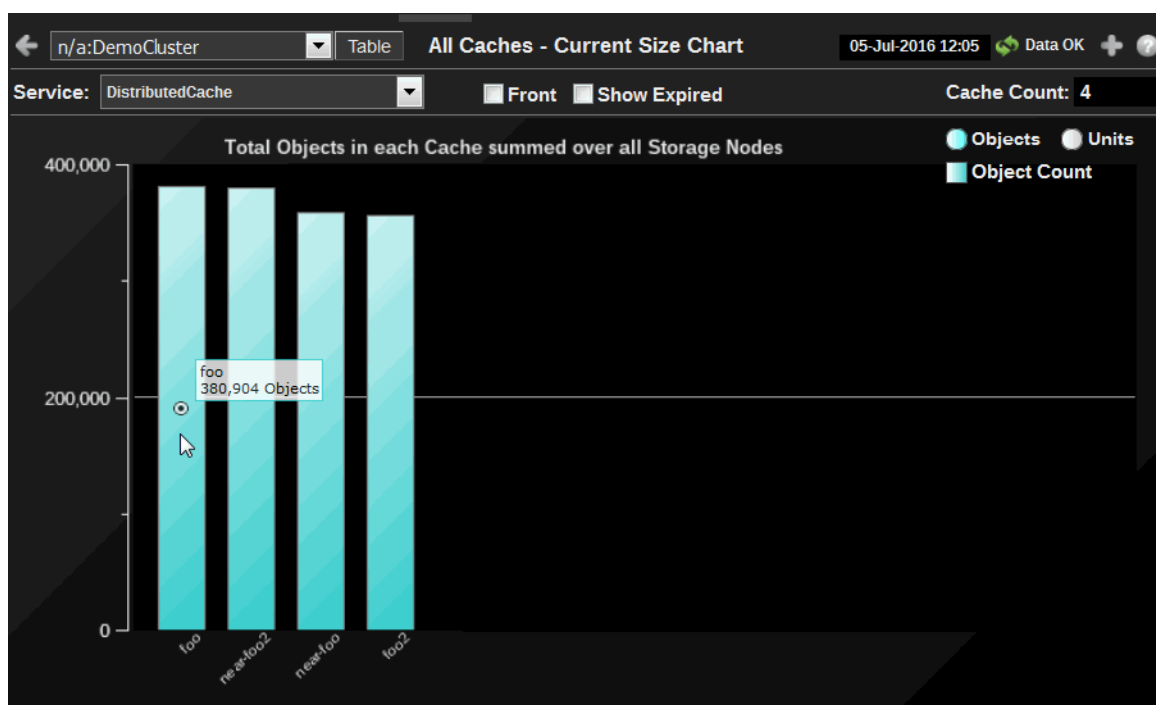 n/a:DemoCluster Table All Caches - Current Size Chart 05-Jul-2016 12:05 Data OK
Service: DistributedCache Front Show Expired Cache Count: 4
Total Objects in each Cache summed over all Storage Nodes
Objects Units
Object Count
400,000
foo
380,904 Objects
200,000
0
foo
near-foo2
near-foo
foo2